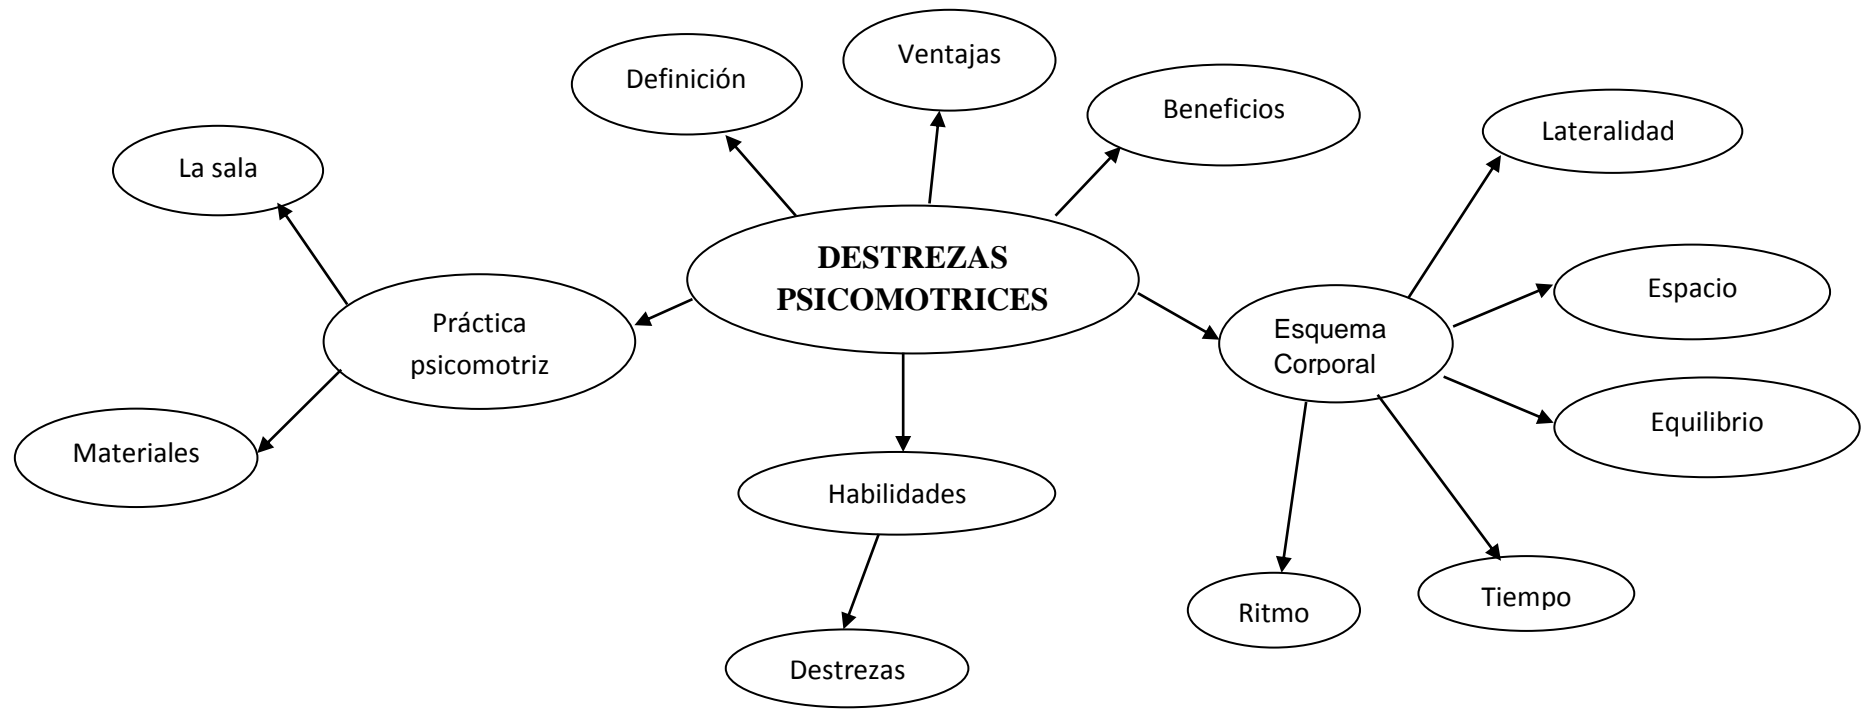 Ventajas
Definición
Beneficios
Lateralidad
La sala
DESTREZAS
PSICOMOTRICES
Espacio
Práctica
psicomotriz
Esquema
Corporal
Equilibrio
Materiales
Habilidades
Tiempo
Ritmo
Destrezas